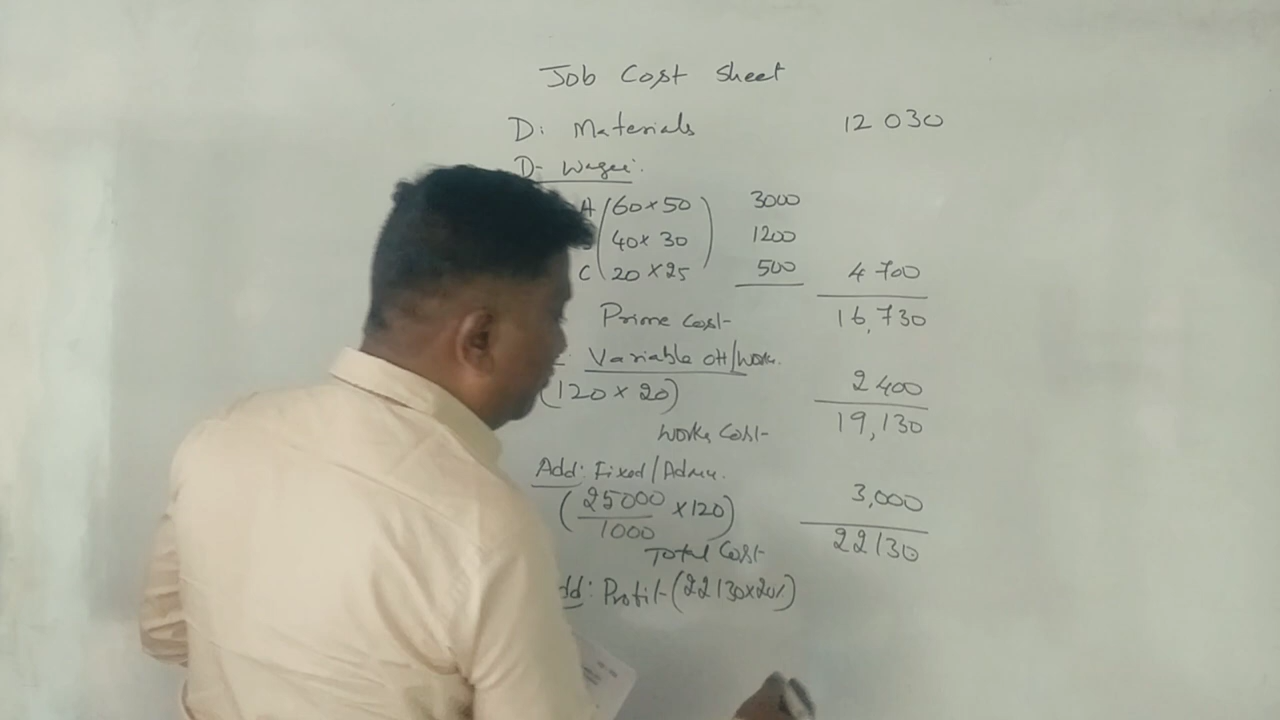 Job Cost Sheet
D: Materials 12 030
D- Wages:
A (60 x 50) 3000
40 x 30 1200
C 20 x 25 500 4 700
Prime Cost- 16,730
: Variable OH/Works.
(120 x 20) 2 400
Works Cost- 19,130
Add: Fixed/Admn.
(25000/1000 x 120) 3,000
Total Cost- 22130
dd: Profit- (22130x20%)